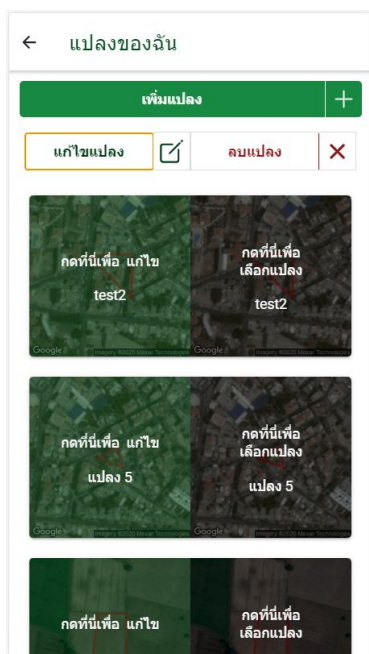 แปลงของฉัน
เพิ่มแปลง
แก้ไขแปลง
ลบแปลง
กดที่นี่เพื่อ แก้ไข
test2
กดที่นี่เพื่อ
เลือกแปลง
test2
Google
Google
กดที่นี่เพื่อ แก้ไข
แปลง 5
กดที่นี่เพื่อ
เลือกแปลง
แปลง 5
Google
Google
กดที่นี่เพื่อ แก้ไข
กดที่นี่เพื่อ
เลือกแปลง